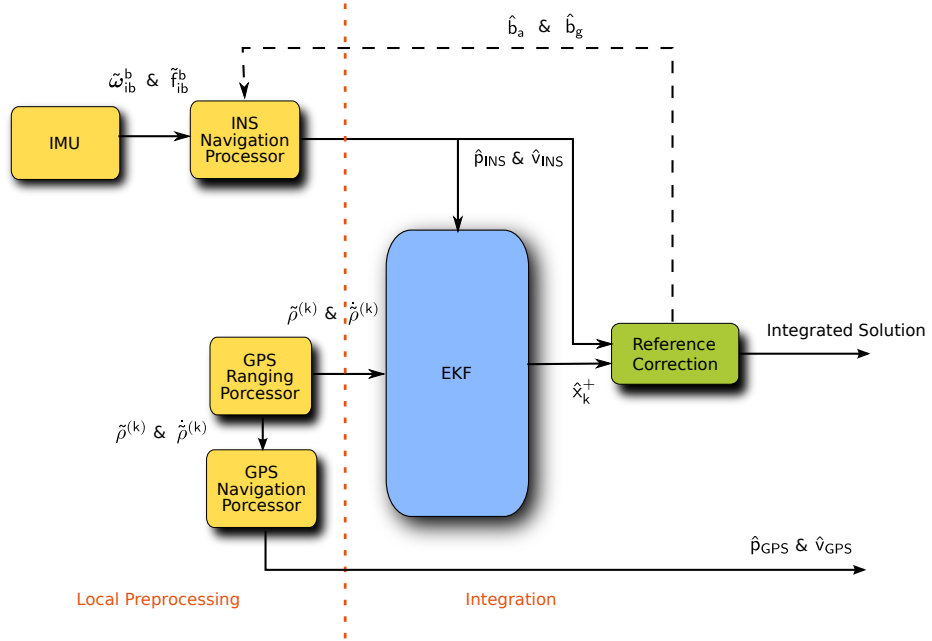 b̂ₐ & b̂_g
ω̃ᵇᵢb & f̃ᵇᵢb
IMU
INS
Navigation
Processor
p̂INS & v̂INS
ρ̃⁽ᵏ⁾ & ρ̃̇⁽ᵏ⁾
GPS
Ranging
Porcessor
EKF
Reference
Correction
Integrated Solution
x̂ₖ⁺
ρ̃⁽ᵏ⁾ & ρ̃̇⁽ᵏ⁾
GPS
Navigation
Porcessor
p̂GPS & v̂GPS
Local Preprocessing
Integration